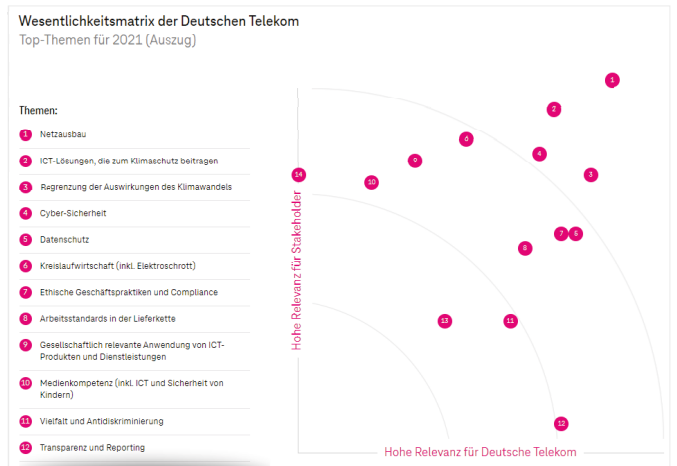 Wesentlichkeitsmatrix der Deutschen Telekom
Top-Themen für 2021 (Auszug)
Themen:
1 Netzausbau
2 ICT-Lösungen, die zum Klimaschutz beitragen
3 Regrenzung der Auswirkungen des Klimawandels
4 Cyber-Sicherheit
5 Datenschutz
6 Kreislaufwirtschaft (inkl. Elektroschrott)
7 Ethische Geschäftspraktiken und Compliance
8 Arbeitsstandards in der Lieferkette
9 Gesellschaftlich relevante Anwendung von ICT-
Produkten und Dienstleistungen
10 Medienkompetenz (inkl. ICT und Sicherheit von
Kindern)
11 Vielfalt und Antidiskriminierung
12 Transparenz und Reporting
Hohe Relevanz für Stakeholder
1
2
6
4
9
14
10
3
7
5
8
13
11
12
Hohe Relevanz für Deutsche Telekom